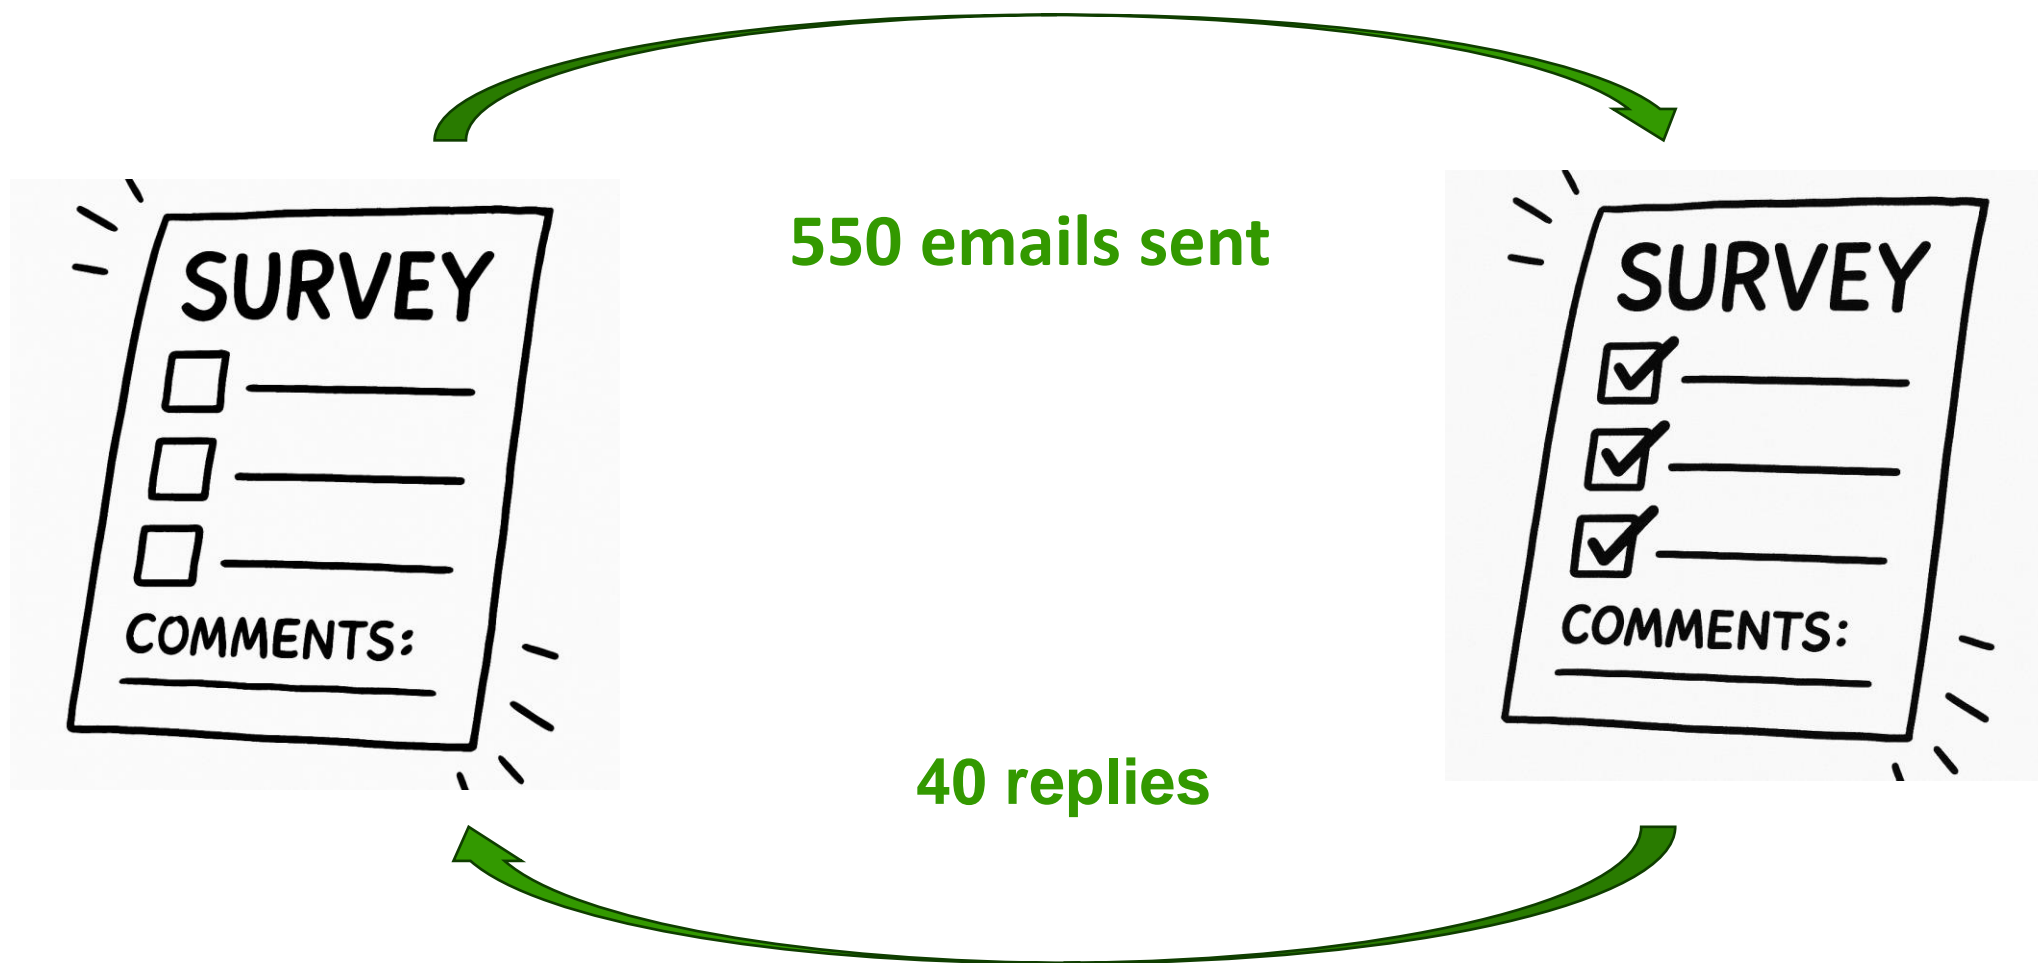 550 emails sent
SURVEY
COMMENTS:
SURVEY
COMMENTS:
40 replies